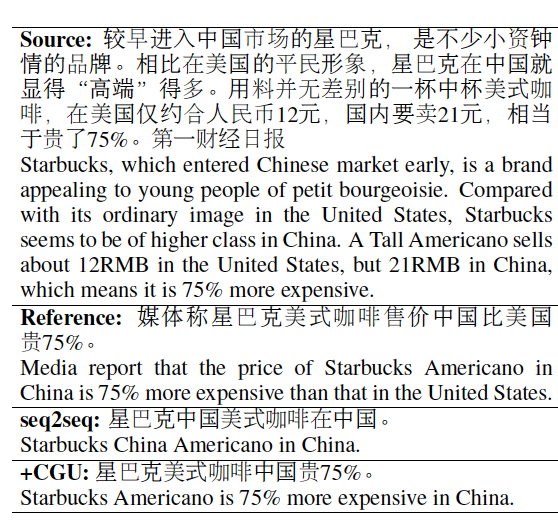 Source: 较早进入中国市场的星巴克，是不少小资钟
情的品牌。相比在美国的平民形象，星巴克在中国就
显得“高端”得多。用料并无差别的一杯中杯美式咖
啡，在美国仅约合人民币12元，国内要卖21元，相当
于贵了75%。第一财经日报
Starbucks, which entered Chinese market early, is a brand
appealing to young people of petit bourgeoisie. Compared
with its ordinary image in the United States, Starbucks
seems to be of higher class in China. A Tall Americano sells
about 12RMB in the United States, but 21RMB in China,
which means it is 75% more expensive.
Reference: 媒体称星巴克美式咖啡售价中国比美国
贵75%。
Media report that the price of Starbucks Americano in
China is 75% more expensive than that in the United States.
seq2seq: 星巴克中国美式咖啡在中国。
Starbucks China Americano in China.
+CGU: 星巴克美式咖啡中国贵75%。
Starbucks Americano is 75% more expensive in China.